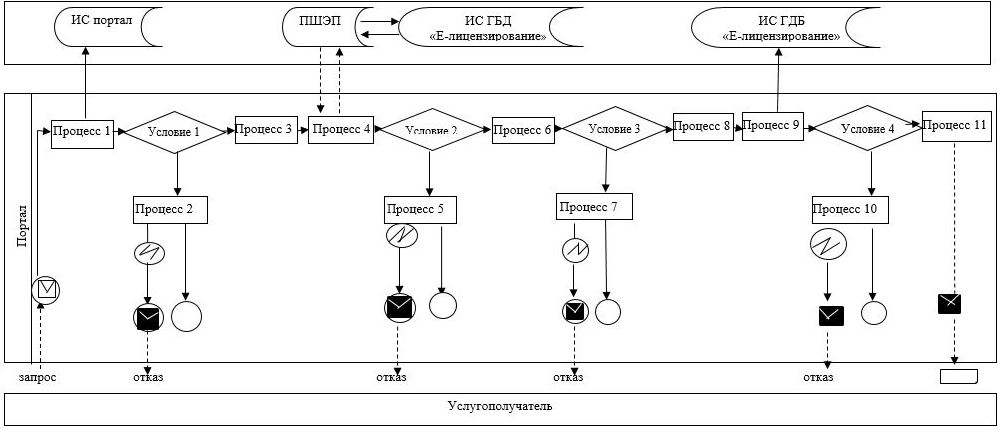 ИС портал
ПШЭП
ИС ГБД
«Е-лицензирование»
ИС ГДБ
«Е-лицензирование»
Портал
Процесс 1
Условие 1
Процесс 3
Процесс 4
Условие 2
Процесс 6
Условие 3
Процесс 8
Процесс 9
Условие 4
Процесс 11
Процесс 2
Процесс 5
Процесс 7
Процесс 10
запрос
отказ
отказ
отказ
отказ
Услугополучатель